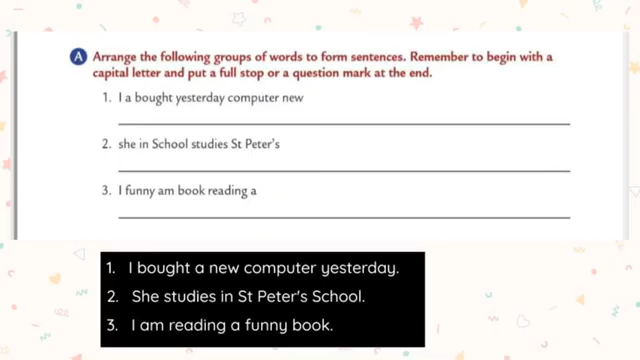 A Arrange the following groups of words to form sentences. Remember to begin with a
capital letter and put a full stop or a question mark at the end.
1. I a bought yesterday computer new
2. she in School studies St Peter's
3. I funny am book reading a
1. I bought a new computer yesterday.
2. She studies in St Peter's School.
3. I am reading a funny book.